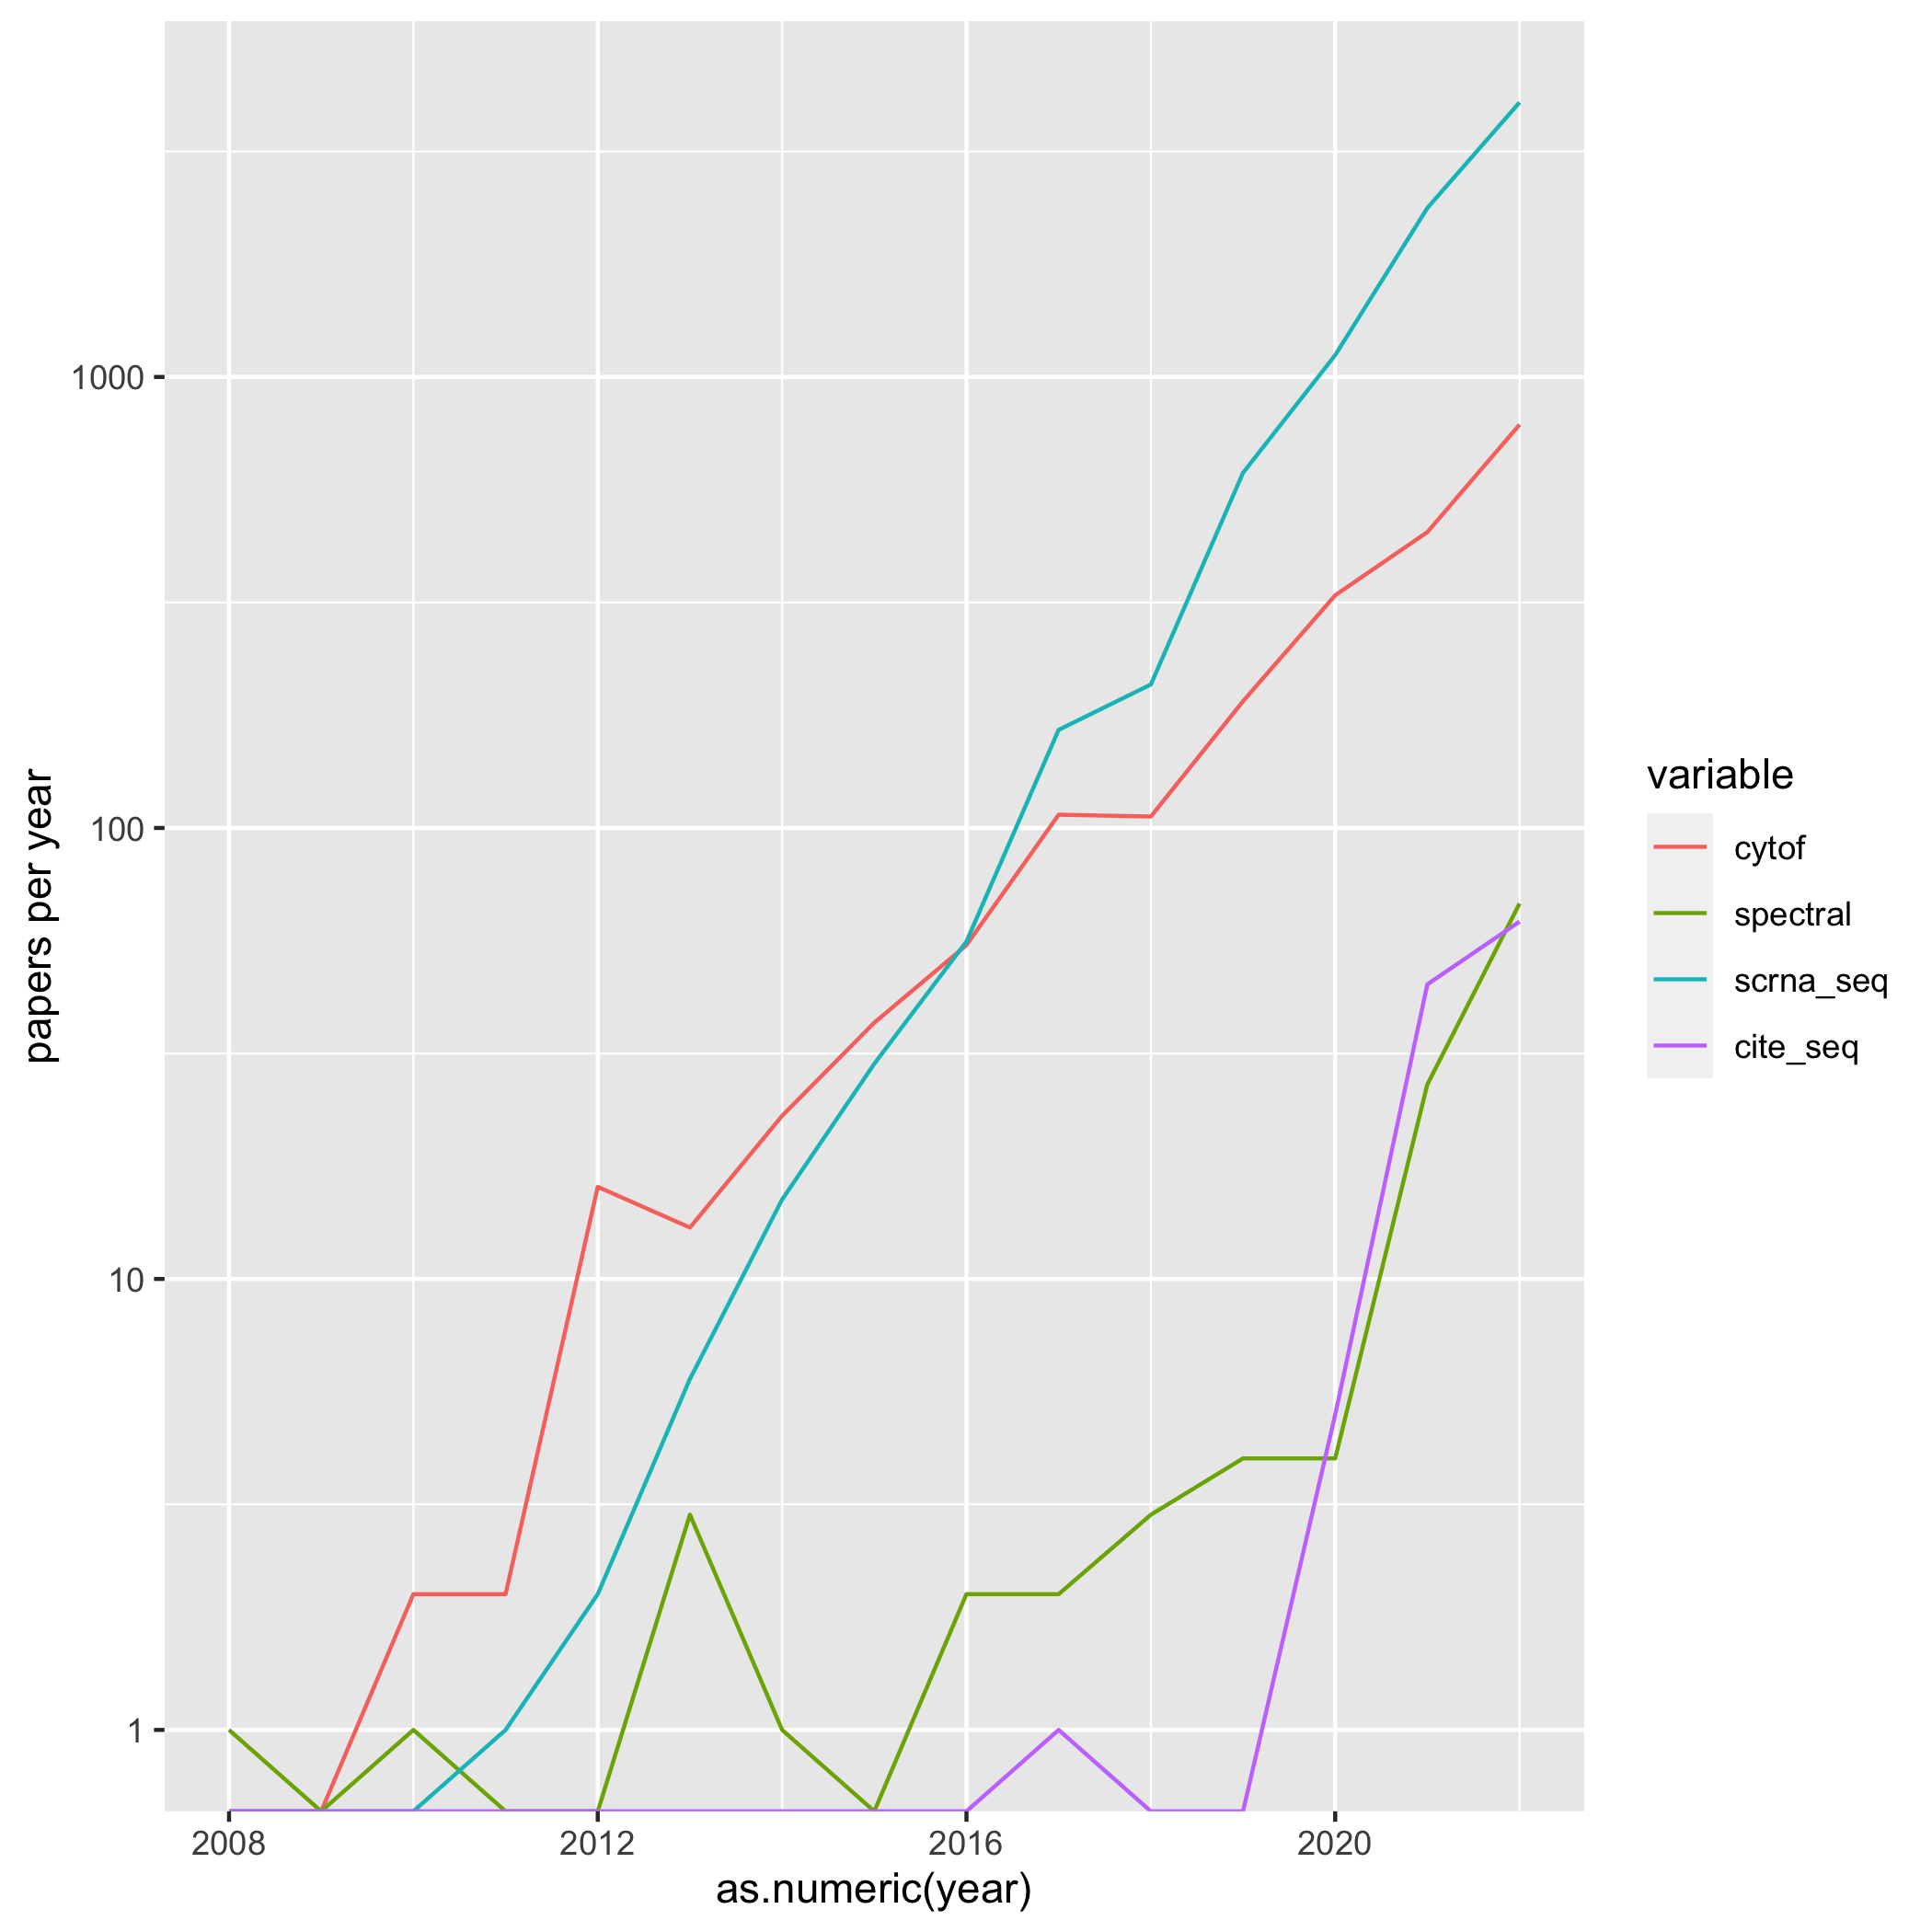 papers per year
1000
100
10
1
2008
2012
2016
2020
as.numeric(year)
variable
cytof
spectral
scrna_seq
cite_seq